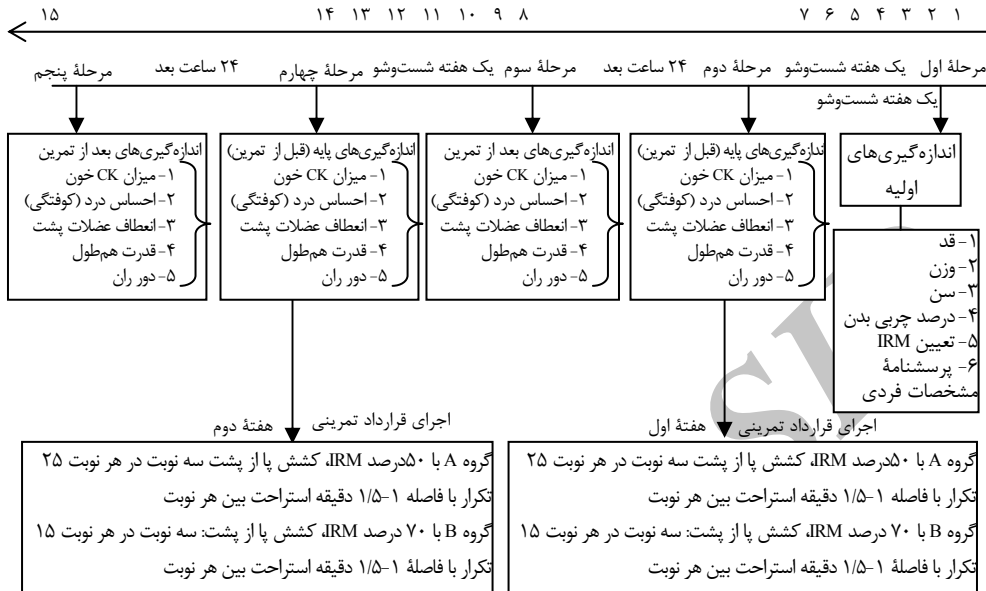 ۱ ۲ ۳ ۴ ۵ ۶ ۷ ۸ ۹ ۱۰ ۱۱ ۱۲ ۱۳ ۱۴ ۱۵
مرحلهٔ اول یک هفته شست‌وشو مرحلهٔ دوم ۲۴ ساعت بعد مرحلهٔ سوم یک هفته شست‌وشو مرحلهٔ چهارم ۲۴ ساعت بعد مرحلهٔ پنجم
یک هفته شست‌وشو
اندازه‌گیری‌های
اولیه
۱- قد
۲- وزن
۳- سن
۴- درصد چربی بدن
۵- تعیین IRM
۶- پرسشنامهٔ
مشخصات فردی
اندازه‌گیری‌های پایه (قبل از تمرین)
۱- میزان CK خون
۲- احساس درد (کوفتگی)
۳- انعطاف عضلات پشت
۴- قدرت هم‌طول
۵- دور ران
اندازه‌گیری‌های بعد از تمرین
۱- میزان CK خون
۲- احساس درد (کوفتگی)
۳- انعطاف عضلات پشت
۴- قدرت هم‌طول
۵- دور ران
اندازه‌گیری‌های پایه (قبل از تمرین)
۱- میزان CK خون
۲- احساس درد (کوفتگی)
۳- انعطاف عضلات پشت
۴- قدرت هم‌طول
۵- دور ران
اندازه‌گیری‌های بعد از تمرین
۱- میزان CK خون
۲- احساس درد (کوفتگی)
۳- انعطاف عضلات پشت
۴- قدرت هم‌طول
۵- دور ران
اجرای قرارداد تمرینی هفتهٔ اول
گروه A با ۵۰درصد IRM، کشش پا از پشت سه نوبت در هر نوبت ۲۵
تکرار با فاصله ۱-۱/۵ دقیقه استراحت بین هر نوبت
گروه B با ۷۰ درصد IRM، کشش پا از پشت: سه نوبت در هر نوبت ۱۵
تکرار با فاصلهٔ ۱-۱/۵ دقیقه استراحت بین هر نوبت
اجرای قرارداد تمرینی هفتهٔ دوم
گروه A با ۵۰درصد IRM، کشش پا از پشت سه نوبت در هر نوبت ۲۵
تکرار با فاصله ۱-۱/۵ دقیقه استراحت بین هر نوبت
گروه B با ۷۰ درصد IRM، کشش پا از پشت: سه نوبت در هر نوبت ۱۵
تکرار با فاصلهٔ ۱-۱/۵ دقیقه استراحت بین هر نوبت